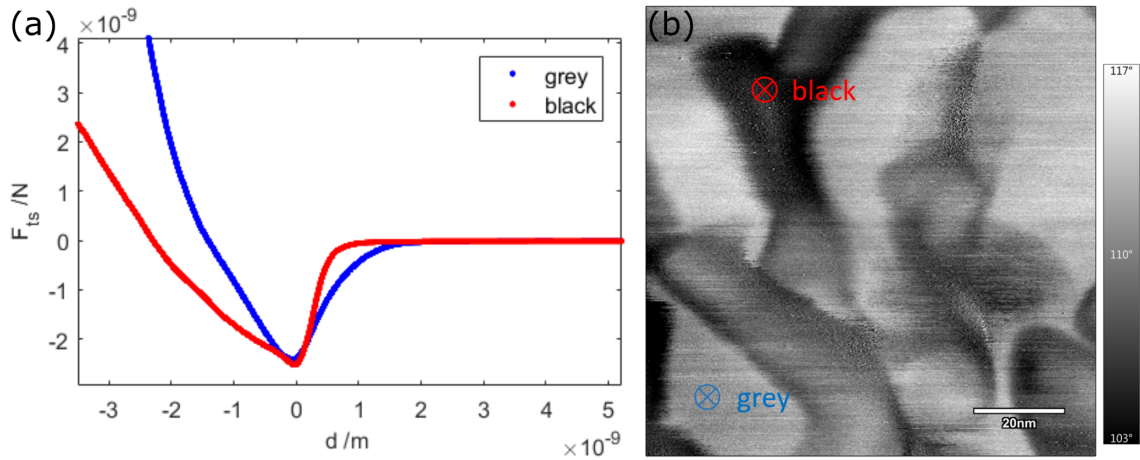 (a)
×10⁻⁹
4
3
2
1
0
-1
-2
F_ts /N
grey
black
-3 -2 -1 0 1 2 3 4 5
d /m
×10⁻⁹
(b)
black
grey
20nm
117°
110°
103°